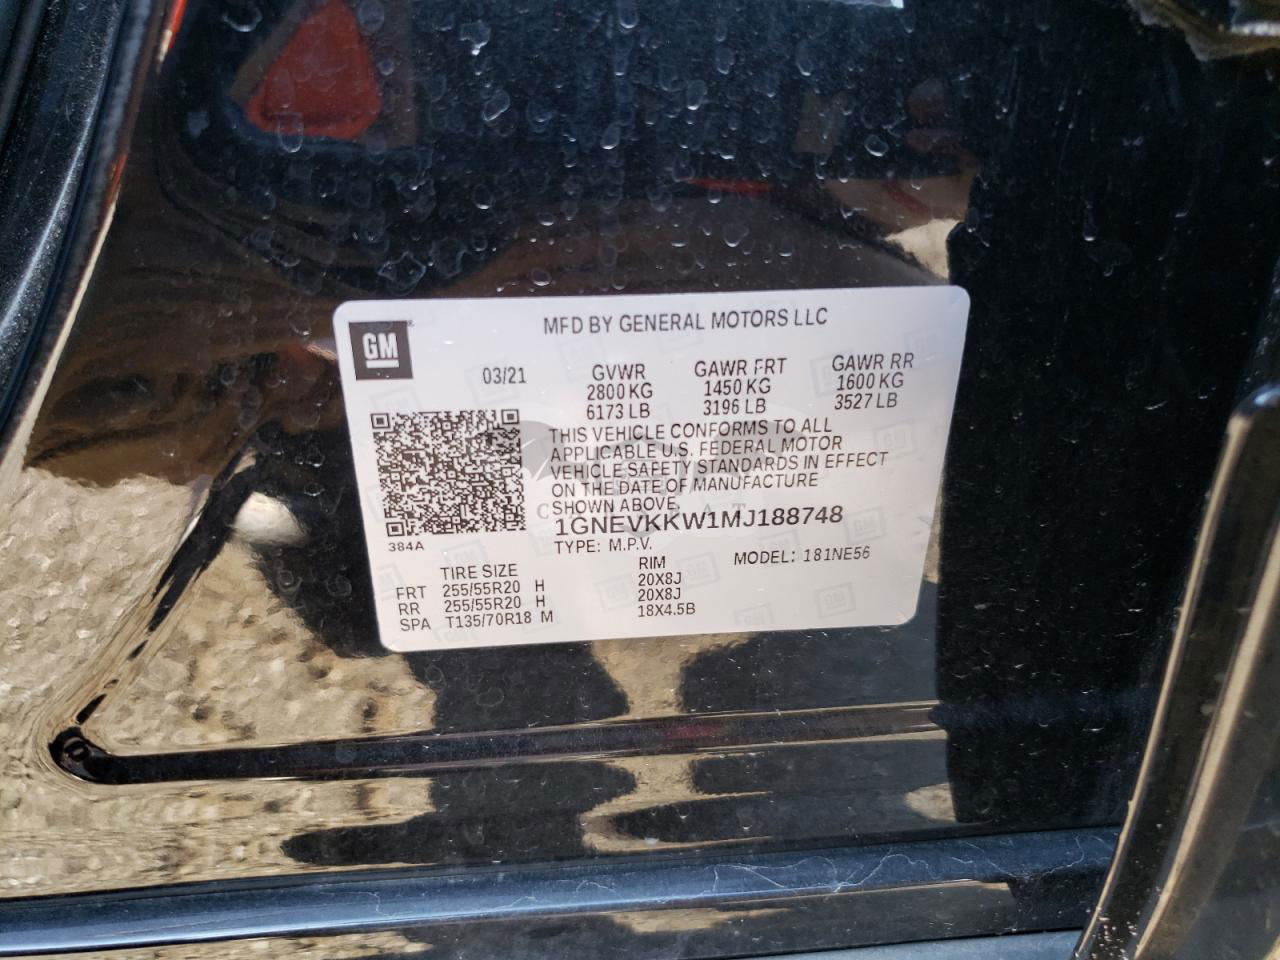 GM
MFD BY GENERAL MOTORS LLC
03/21
GVWR GAWR FRT GAWR RR
2800 KG 1450 KG 1600 KG
6173 LB 3196 LB 3527 LB
THIS VEHICLE CONFORMS TO ALL
APPLICABLE U.S. FEDERAL MOTOR
VEHICLE SAFETY STANDARDS IN EFFECT
ON THE DATE OF MANUFACTURE
SHOWN ABOVE.
1GNEVKKW1MJ188748
384A
TYPE: M.P.V. MODEL: 181NE56
TIRE SIZE RIM
FRT 255/55R20 H 20X8J
RR 255/55R20 H 20X8J
SPA T135/70R18 M 18X4.5B